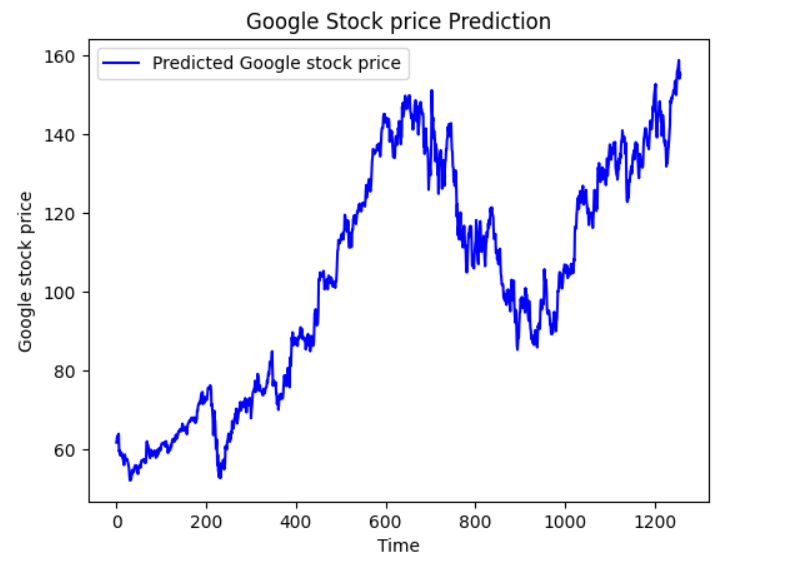 Google Stock price Prediction
Predicted Google stock price
Google stock price
160
140
120
100
80
60
0 200 400 600 800 1000 1200
Time